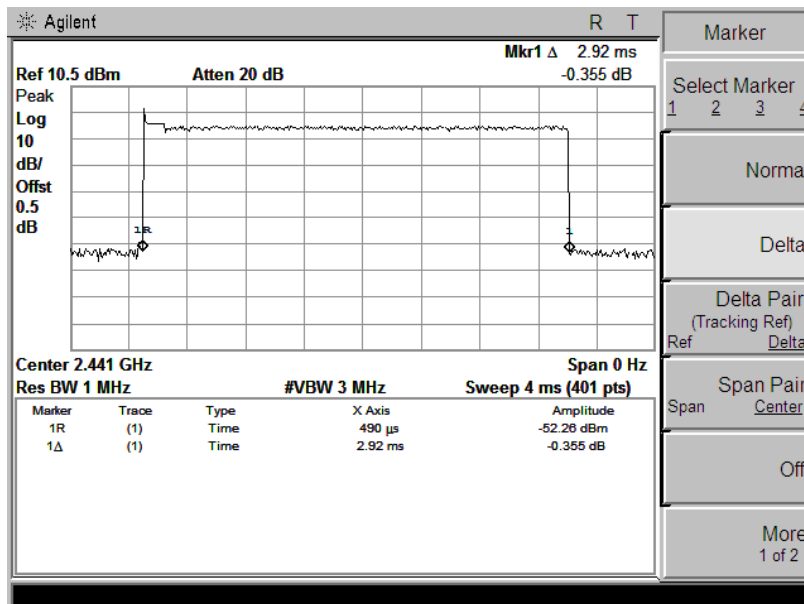 Agilent R T
Mkr1 Δ 2.92 ms
Ref 10.5 dBm Atten 20 dB -0.355 dB
Peak
Log
10
dB/
Offst
0.5
dB
1R 1
Center 2.441 GHz Span 0 Hz
Res BW 1 MHz #VBW 3 MHz Sweep 4 ms (401 pts)
Marker Trace Type X Axis Amplitude
1R (1) Time 490 µs -52.26 dBm
1Δ (1) Time 2.92 ms -0.355 dB
Marker
Select Marker
1 2 3 4
Norma
Delta
Delta Pair
(Tracking Ref)
Ref Delta
Span Pair
Span Center
Off
More
1 of 2